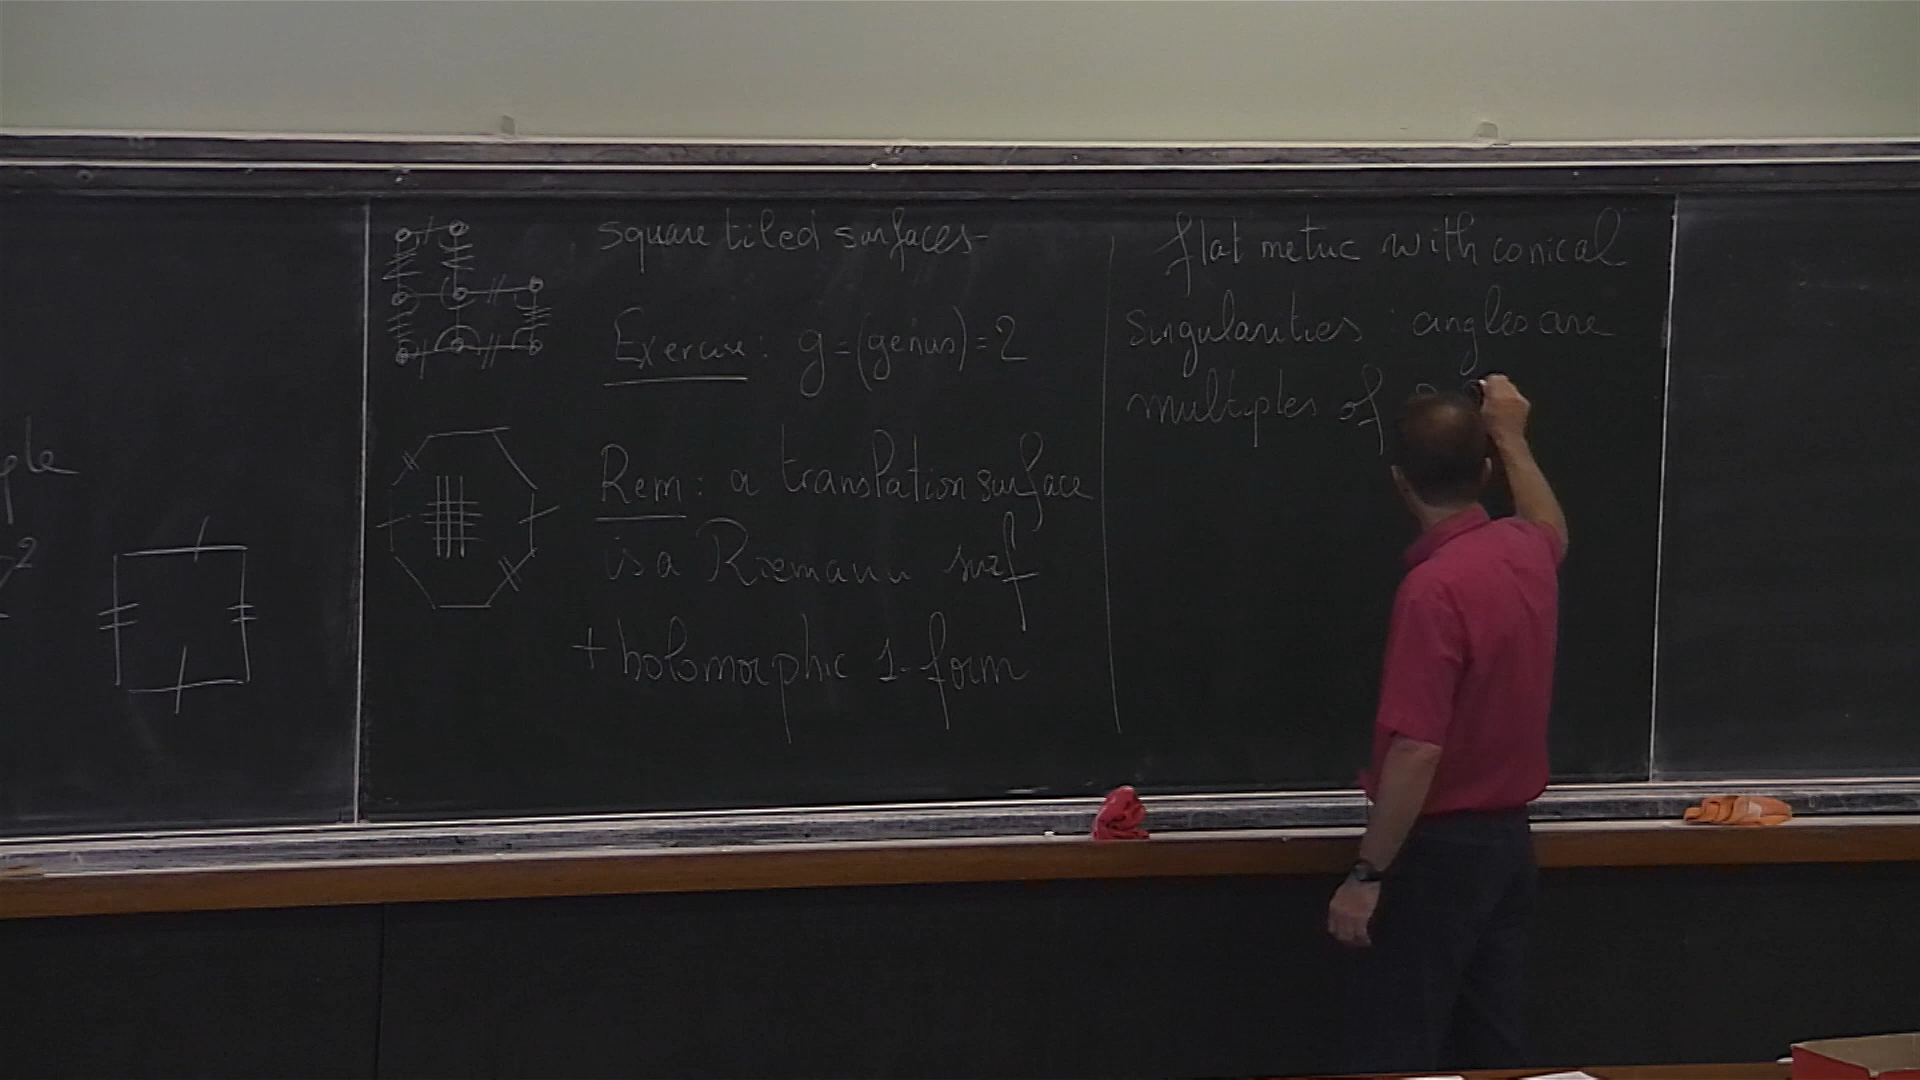 square tiled surfaces
Exercise: g=(genus)=2
Rem: a translation surface
is a Riemann surf
+ holomorphic 1-form
flat metric with conical
singularities: angles are
multiples of
2